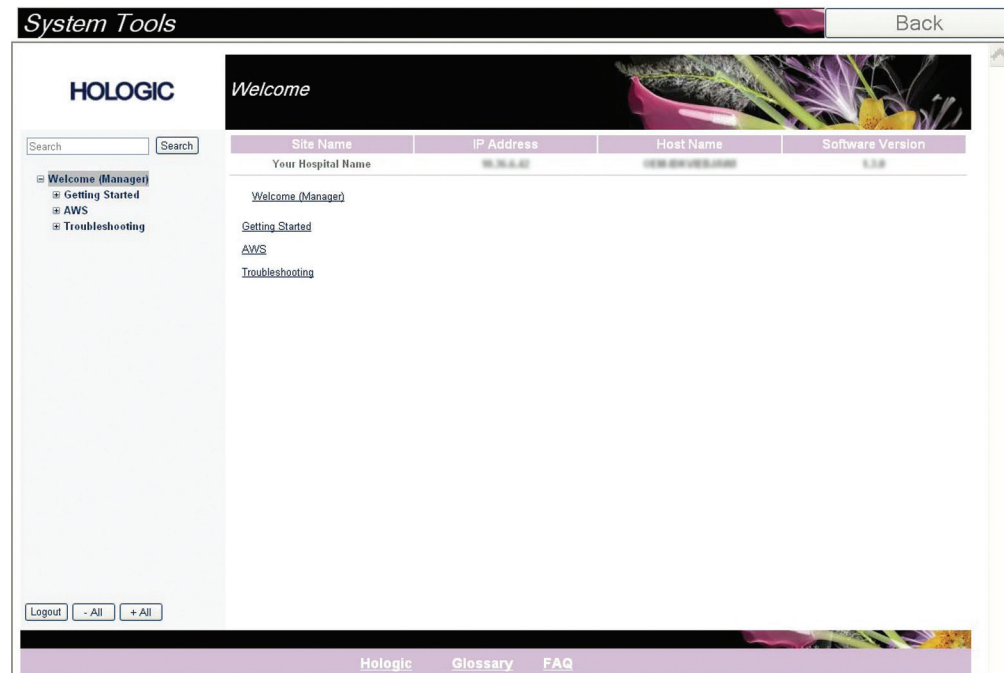 System Tools
Back
HOLOGIC
Welcome
Search Search
Site Name IP Address Host Name Software Version
Your Hospital Name
Welcome (Manager)
Getting Started
AWS
Troubleshooting
Welcome (Manager)
Getting Started
AWS
Troubleshooting
Logout - All + All
Hologic Glossary FAQ